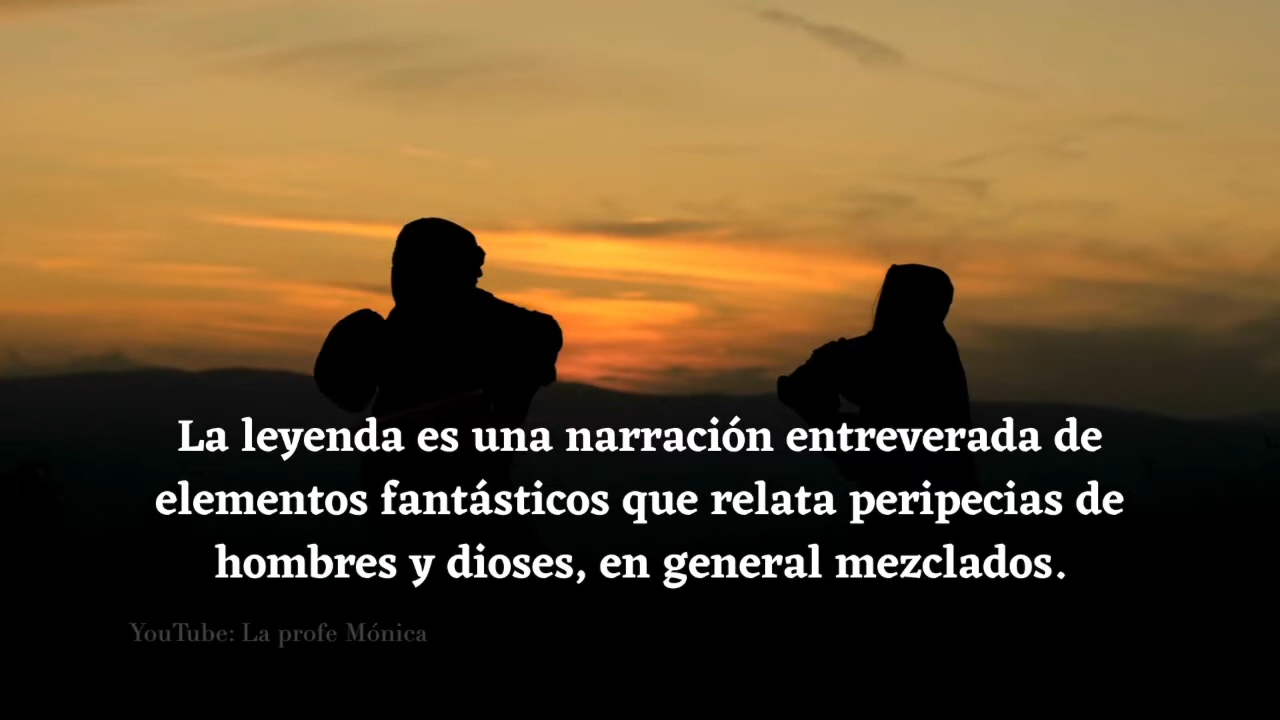 La leyenda es una narración entreverada de
elementos fantásticos que relata peripecias de
hombres y dioses, en general mezclados.
YouTube: La profe Mónica